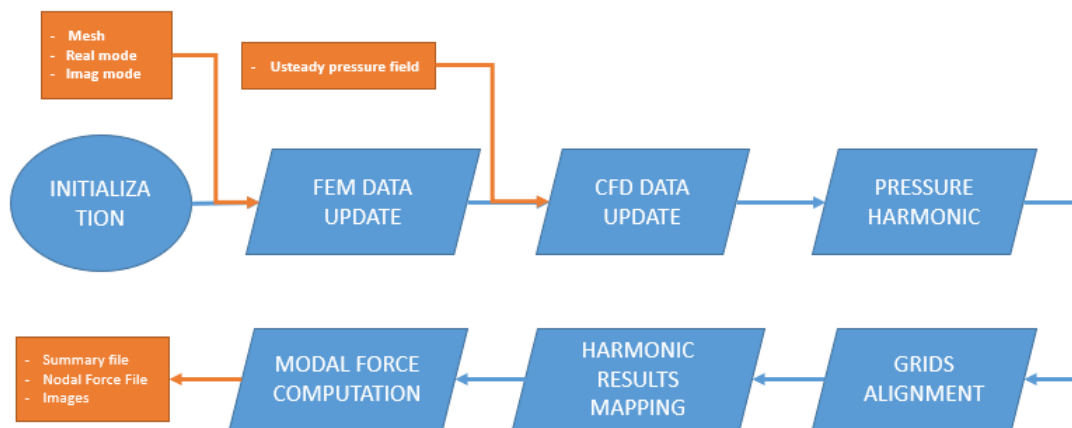 - Mesh
- Real mode
- Imag mode
- Usteady pressure field
INITIALIZA
TION
FEM DATA
UPDATE
CFD DATA
UPDATE
PRESSURE
HARMONIC
- Summary file
- Nodal Force File
- Images
MODAL FORCE
COMPUTATION
HARMONIC
RESULTS
MAPPING
GRIDS
ALIGNMENT